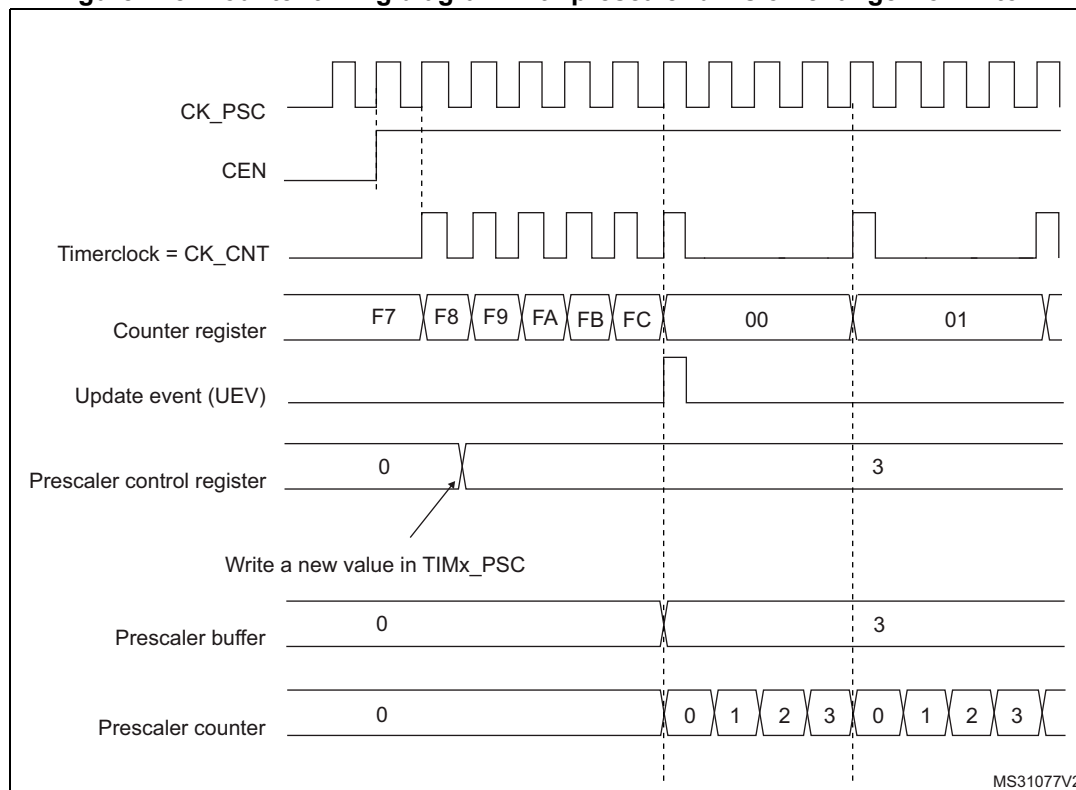 CK_PSC
CEN
Timerclock = CK_CNT
Counter register F7 F8 F9 FA FB FC 00 01
Update event (UEV)
Prescaler control register 0 3
Write a new value in TIMx_PSC
Prescaler buffer 0 3
Prescaler counter 0 0 1 2 3 0 1 2 3
MS31077V2